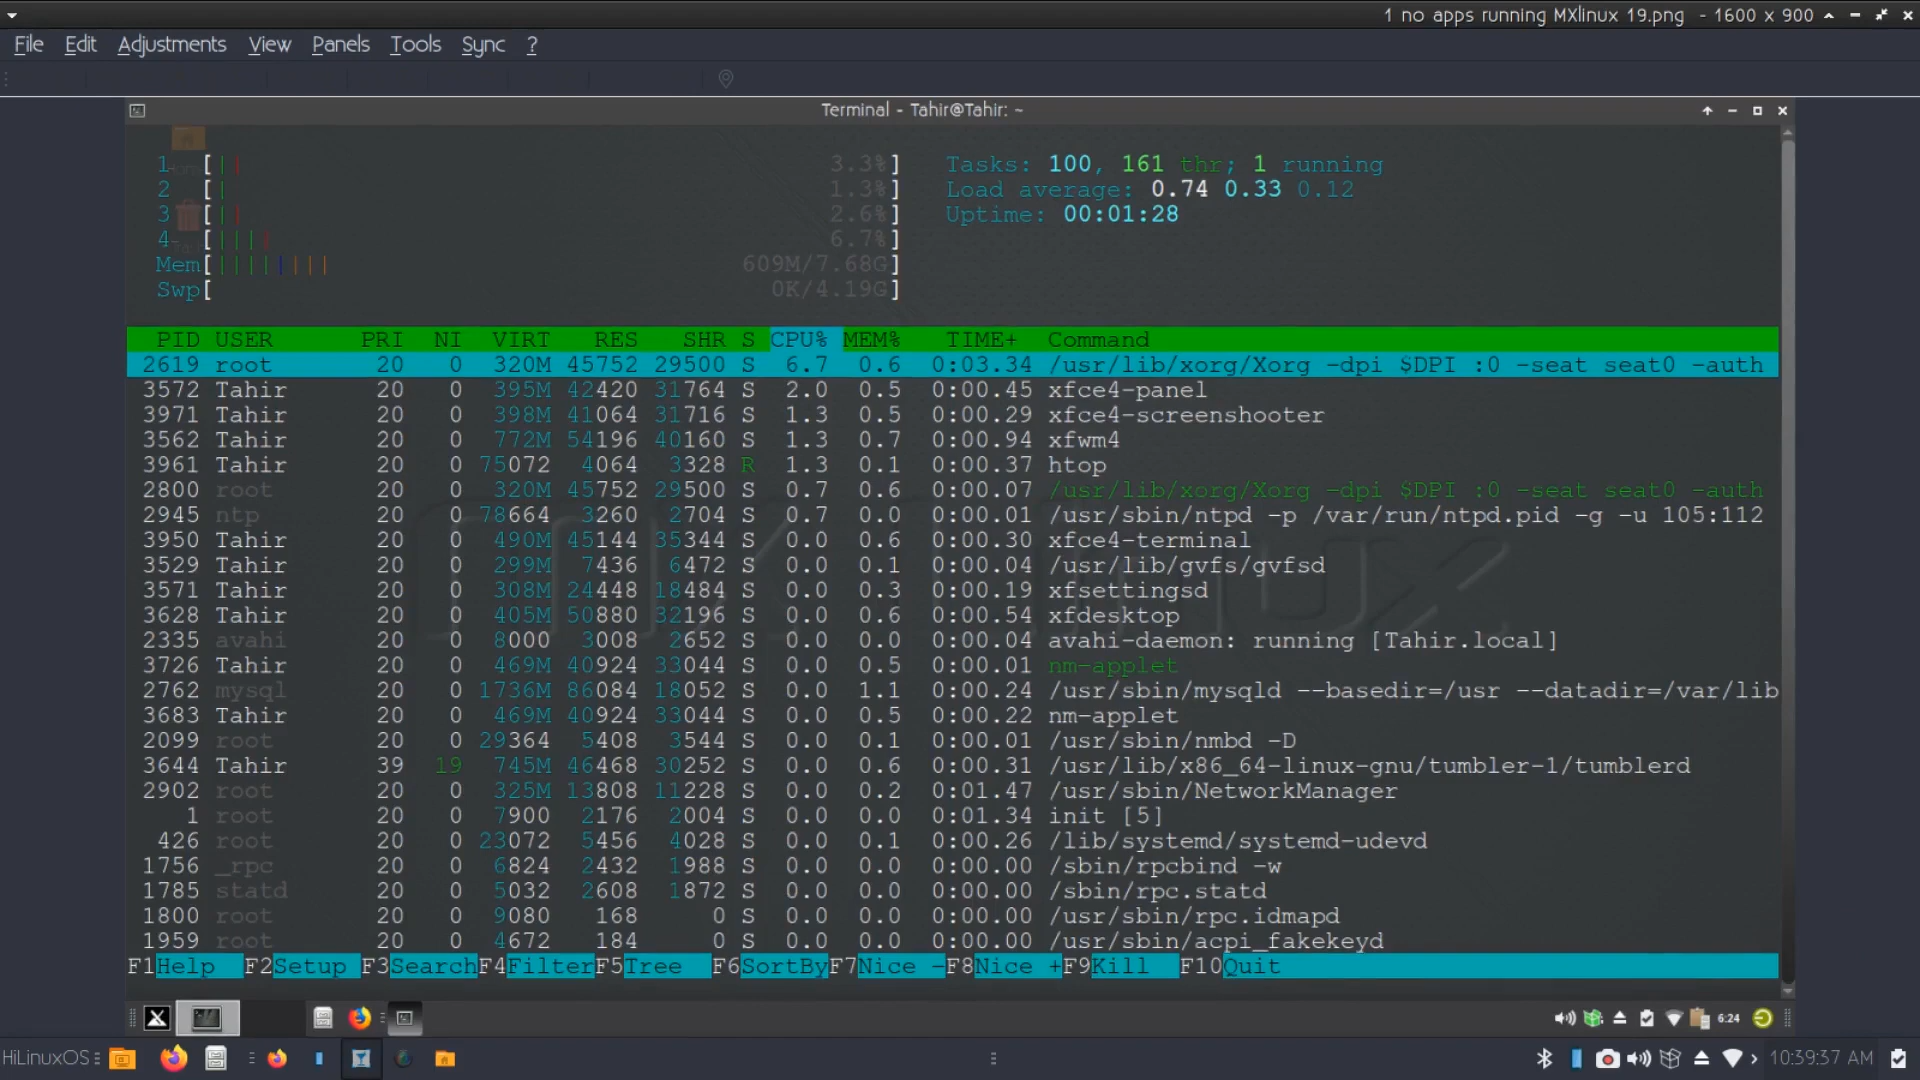 1 no apps running MXlinux 19.png - 1600 x 900
File Edit Adjustments View Panels Tools Sync ?
Terminal - Tahir@Tahir: ~
1 [|| 3.3%] Tasks: 100, 161 thr; 1 running
2 [| 1.3%] Load average: 0.74 0.33 0.12
3 [|| 2.6%] Uptime: 00:01:28
4 [|||| 6.7%]
Mem[|||||||| 609M/7.68G]
Swp[ 0K/4.19G]
PID USER PRI NI VIRT RES SHR S CPU% MEM% TIME+ Command
2619 root 20 0 320M 45752 29500 S 6.7 0.6 0:03.34 /usr/lib/xorg/Xorg -dpi $DPI :0 -seat seat0 -auth
3572 Tahir 20 0 395M 42420 31764 S 2.0 0.5 0:00.45 xfce4-panel
3971 Tahir 20 0 398M 41064 31716 S 1.3 0.5 0:00.29 xfce4-screenshooter
3562 Tahir 20 0 772M 54196 40160 S 1.3 0.7 0:00.94 xfwm4
3961 Tahir 20 0 75072 4064 3328 R 1.3 0.1 0:00.37 htop
2800 root 20 0 320M 45752 29500 S 0.7 0.6 0:00.07 /usr/lib/xorg/Xorg -dpi $DPI :0 -seat seat0 -auth
2945 ntp 20 0 78664 3260 2704 S 0.7 0.0 0:00.01 /usr/sbin/ntpd -p /var/run/ntpd.pid -g -u 105:112
3950 Tahir 20 0 490M 45144 35344 S 0.0 0.6 0:00.30 xfce4-terminal
3529 Tahir 20 0 299M 7436 6472 S 0.0 0.1 0:00.04 /usr/lib/gvfs/gvfsd
3571 Tahir 20 0 308M 24448 18484 S 0.0 0.3 0:00.19 xfsettingsd
3628 Tahir 20 0 405M 50880 32196 S 0.0 0.6 0:00.54 xfdesktop
2335 avahi 20 0 8000 3008 2652 S 0.0 0.0 0:00.04 avahi-daemon: running [Tahir.local]
3726 Tahir 20 0 469M 40924 33044 S 0.0 0.5 0:00.01 nm-applet
2762 mysql 20 0 1736M 86084 18052 S 0.0 1.1 0:00.24 /usr/sbin/mysqld --basedir=/usr --datadir=/var/lib
3683 Tahir 20 0 469M 40924 33044 S 0.0 0.5 0:00.22 nm-applet
2099 root 20 0 29364 5408 3544 S 0.0 0.1 0:00.01 /usr/sbin/nmbd -D
3644 Tahir 39 19 745M 46468 30252 S 0.0 0.6 0:00.31 /usr/lib/x86_64-linux-gnu/tumbler-1/tumblerd
2902 root 20 0 325M 13808 11228 S 0.0 0.2 0:01.47 /usr/sbin/NetworkManager
1 root 20 0 7900 2176 2004 S 0.0 0.0 0:01.34 init [5]
426 root 20 0 23072 5456 4028 S 0.0 0.1 0:00.26 /lib/systemd/systemd-udevd
1756 _rpc 20 0 6824 2432 1988 S 0.0 0.0 0:00.00 /sbin/rpcbind -w
1785 statd 20 0 5032 2608 1872 S 0.0 0.0 0:00.00 /sbin/rpc.statd
1800 root 20 0 9080 168 0 S 0.0 0.0 0:00.00 /usr/sbin/rpc.idmapd
1959 root 20 0 4672 184 0 S 0.0 0.0 0:00.00 /usr/sbin/acpi_fakekeyd
F1Help F2Setup F3SearchF4FilterF5Tree F6SortByF7Nice -F8Nice +F9Kill F10Quit
6:24
HiLinuxOS 10:39:37 AM